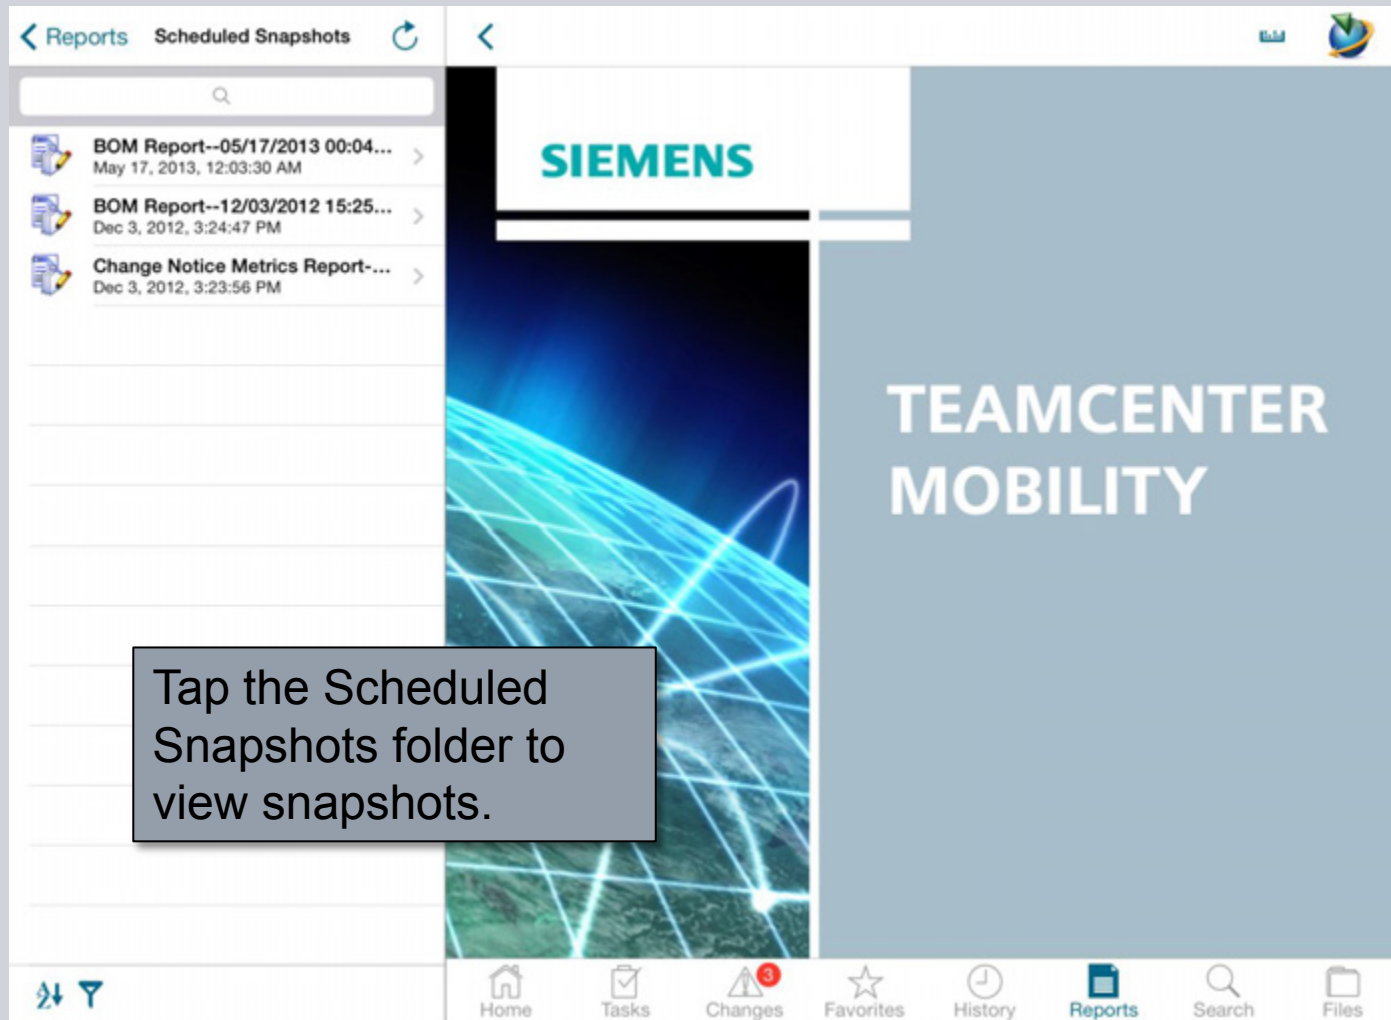 Reports Scheduled Snapshots
BOM Report--05/17/2013 00:04...
May 17, 2013, 12:03:30 AM
BOM Report--12/03/2012 15:25...
Dec 3, 2012, 3:24:47 PM
Change Notice Metrics Report-...
Dec 3, 2012, 3:23:56 PM
SIEMENS
TEAMCENTER
MOBILITY
Tap the Scheduled
Snapshots folder to
view snapshots.
3
Home Tasks Changes Favorites History Reports Search Files